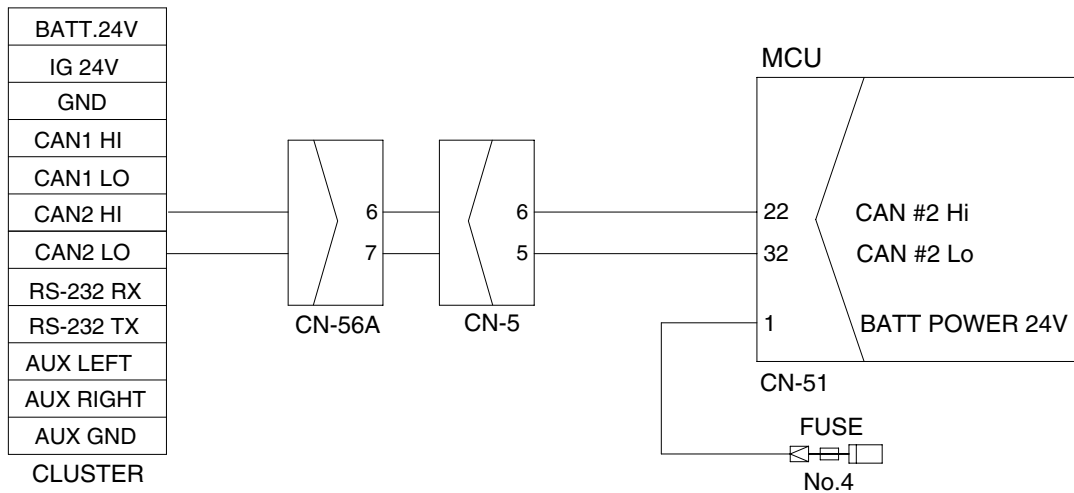 BATT.24V
IG 24V
GND
CAN1 HI
CAN1 LO
CAN2 HI
CAN2 LO
RS-232 RX
RS-232 TX
AUX LEFT
AUX RIGHT
AUX GND
CLUSTER
6
7
CN-56A
6
5
CN-5
MCU
22 CAN #2 Hi
32 CAN #2 Lo
1 BATT POWER 24V
CN-51
FUSE
No.4